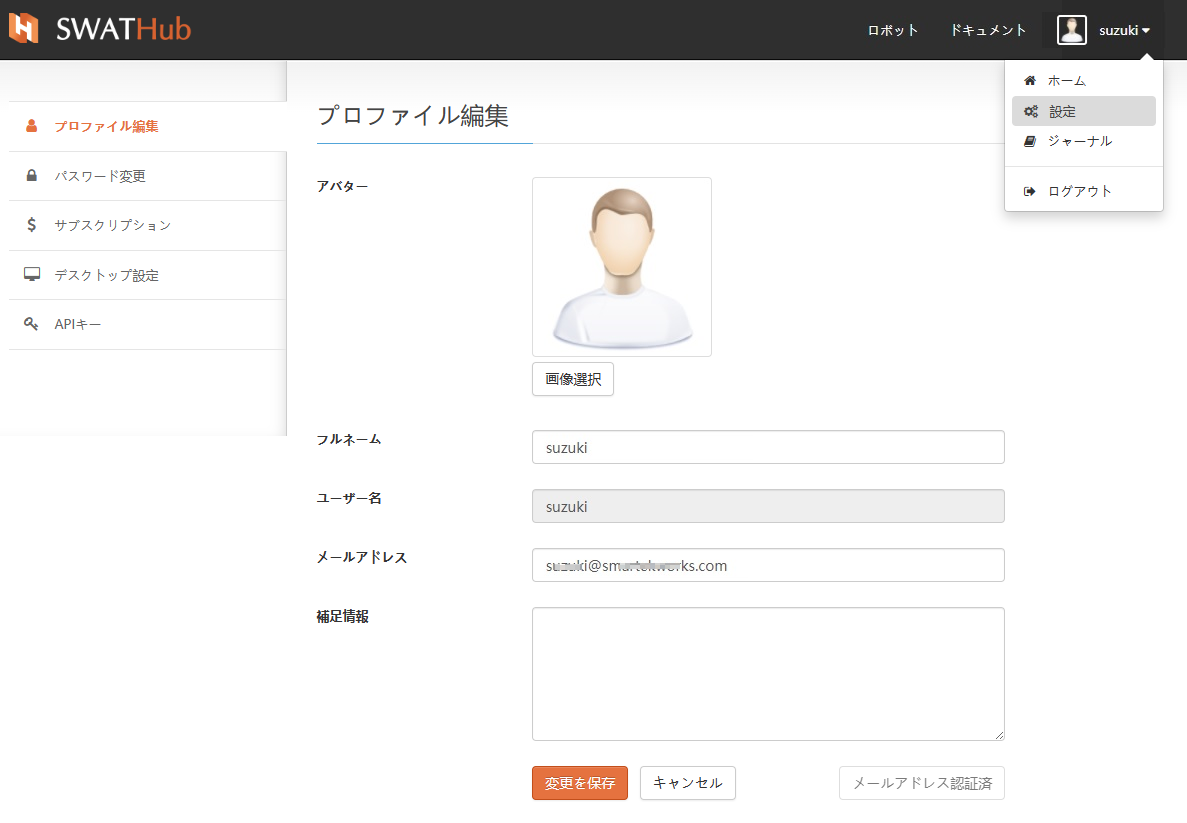 SWATHub
ロボット
ドキュメント
suzuki
ホーム
設定
ジャーナル
ログアウト
プロファイル編集
パスワード変更
サブスクリプション
デスクトップ設定
APIキー
プロファイル編集
アバター
画像選択
フルネーム
suzuki
ユーザー名
suzuki
メールアドレス
suzuki@smartekworks.com
補足情報
変更を保存
キャンセル
メールアドレス認証済